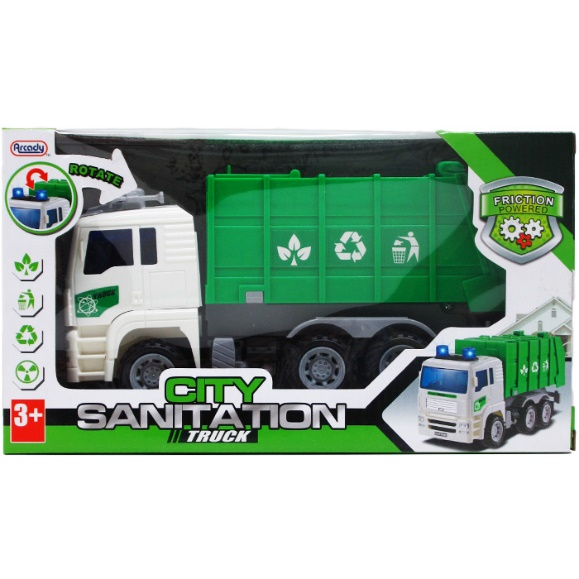 Arcady
ROTATE
FRICTION
POWERED
3+
CITY
SANITATION
TRUCK